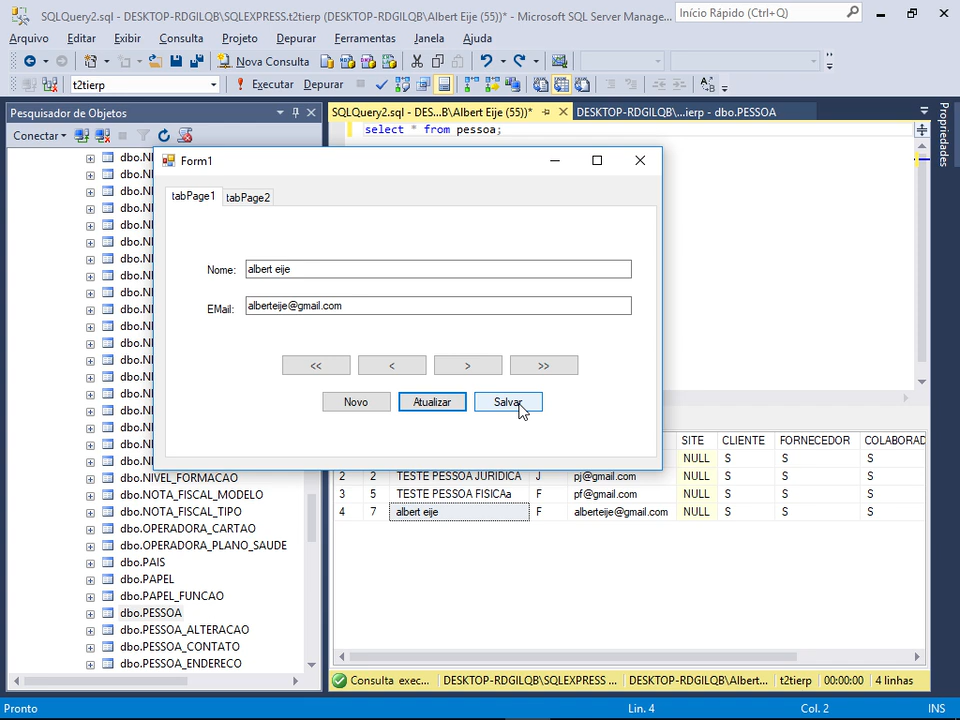 SQLQuery2.sql - DESKTOP-RDGILQB\SQLEXPRESS.t2tierp (DESKTOP-RDGILQB\Albert Eije (55))* - Microsoft SQL Server Manage...
Início Rápido (Ctrl+Q)
Arquivo Editar Exibir Consulta Projeto Depurar Ferramentas Janela Ajuda
Nova Consulta
t2tierp Executar Depurar
Pesquisador de Objetos
SQLQuery2.sql - DES...B\Albert Eije (55))* DESKTOP-RDGILQB\...ierp - dbo.PESSOA
Propriedades
Conectar
select * from pessoa;
Form1
tabPage1 tabPage2
Nome: albert eije
EMail: alberteije@gmail.com
<< < > >>
Novo Atualizar Salvar
dbo.NIVEL_FORMACAO
dbo.NOTA_FISCAL_MODELO
dbo.NOTA_FISCAL_TIPO
dbo.OPERADORA_CARTAO
dbo.OPERADORA_PLANO_SAUDE
dbo.PAIS
dbo.PAPEL
dbo.PAPEL_FUNCAO
dbo.PESSOA
dbo.PESSOA_ALTERACAO
dbo.PESSOA_CONTATO
dbo.PESSOA_ENDERECO
SITE CLIENTE FORNECEDOR COLABORAD
NULL S S S
2 2 TESTE PESSOA JURIDICA J pj@gmail.com NULL S S S
3 5 TESTE PESSOA FISICAa F pf@gmail.com NULL S S S
4 7 albert eije F alberteije@gmail.com NULL S S S
Consulta exec... DESKTOP-RDGILQB\SQLEXPRESS ... DESKTOP-RDGILQB\Albert... t2tierp 00:00:00 4 linhas
Pronto Lin. 4 Col. 2 INS